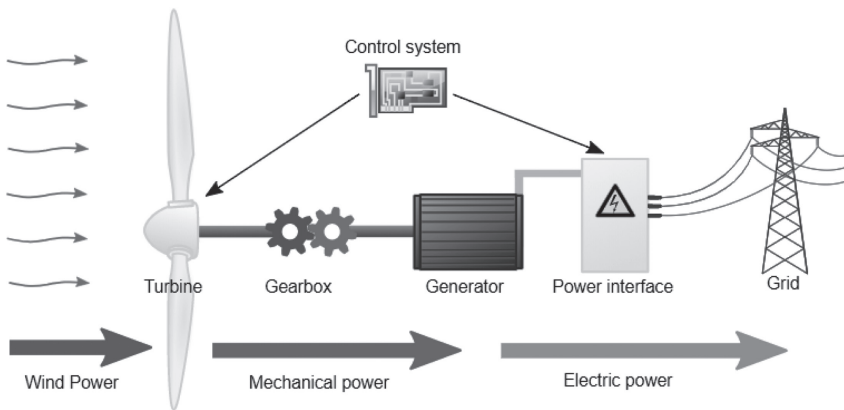 Control system
Turbine
Gearbox
Generator
Power interface
Grid
Wind Power
Mechanical power
Electric power